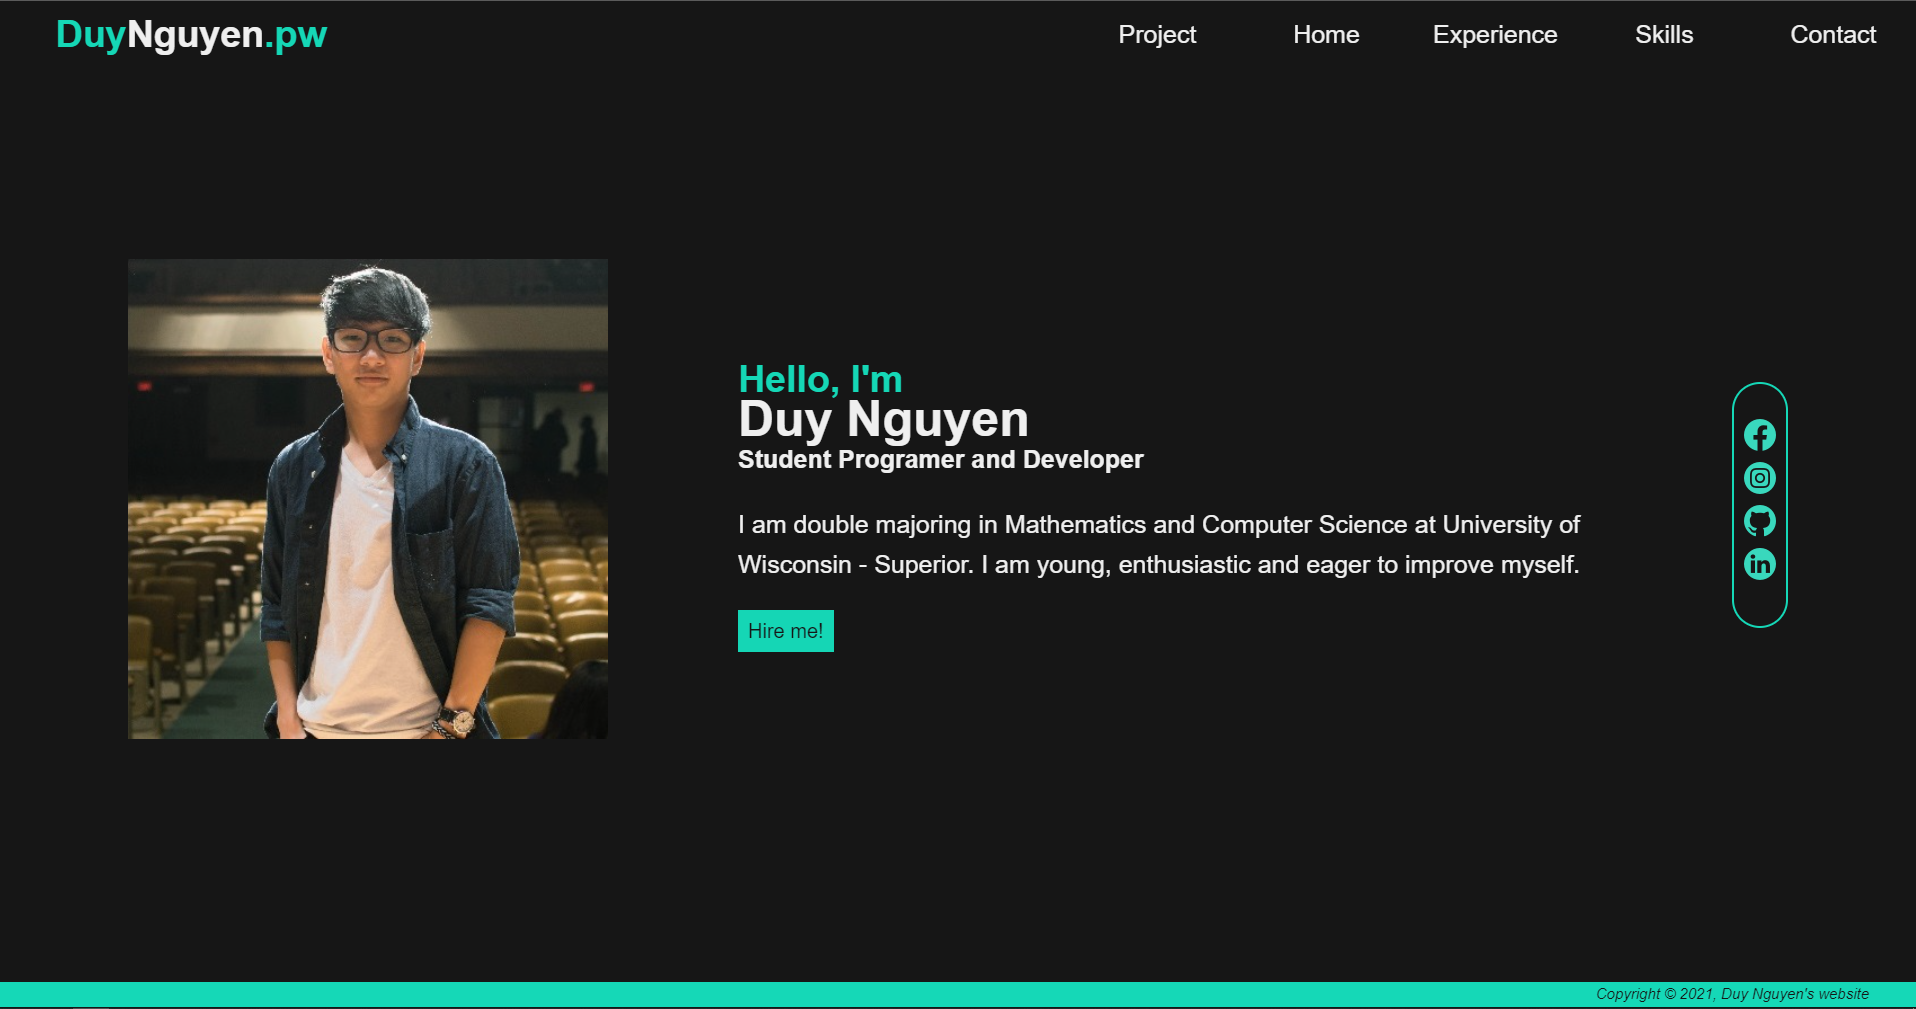 DuyNguyen.pw
Project Home Experience Skills Contact
Hello, I'm
Duy Nguyen
Student Programer and Developer
I am double majoring in Mathematics and Computer Science at University of
Wisconsin - Superior. I am young, enthusiastic and eager to improve myself.
Hire me!
in
Copyright © 2021, Duy Nguyen's website